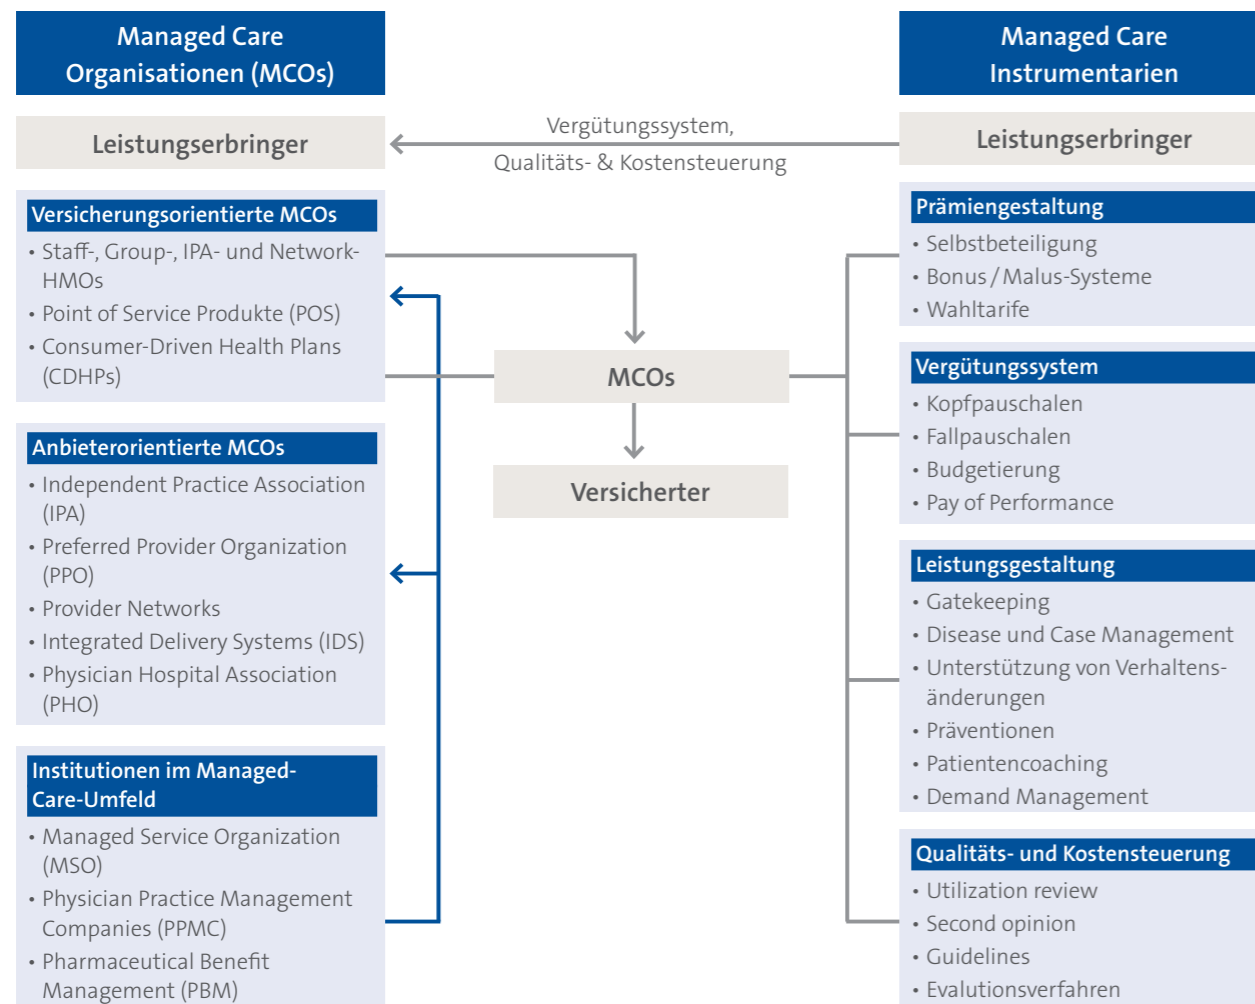 Managed Care
Organisationen (MCOs)
Leistungserbringer
Versicherungsorientierte MCOs
• Staff-, Group-, IPA- und Network-
HMOs
• Point of Service Produkte (POS)
• Consumer-Driven Health Plans
(CDHPs)
Anbieterorientierte MCOs
• Independent Practice Association
(IPA)
• Preferred Provider Organization
(PPO)
• Provider Networks
• Integrated Delivery Systems (IDS)
• Physician Hospital Association
(PHO)
Institutionen im Managed-
Care-Umfeld
• Managed Service Organization
(MSO)
• Physician Practice Management
Companies (PPMC)
• Pharmaceutical Benefit
Management (PBM)
Vergütungssystem,
Qualitäts- & Kostensteuerung
MCOs
Versicherter
Managed Care
Instrumentarien
Leistungserbringer
Prämiengestaltung
• Selbstbeteiligung
• Bonus / Malus-Systeme
• Wahltarife
Vergütungssystem
• Kopfpauschalen
• Fallpauschalen
• Budgetierung
• Pay of Performance
Leistungsgestaltung
• Gatekeeping
• Disease und Case Management
• Unterstützung von Verhaltens-
änderungen
• Präventionen
• Patientencoaching
• Demand Management
Qualitäts- und Kostensteuerung
• Utilization review
• Second opinion
• Guidelines
• Evalutionsverfahren